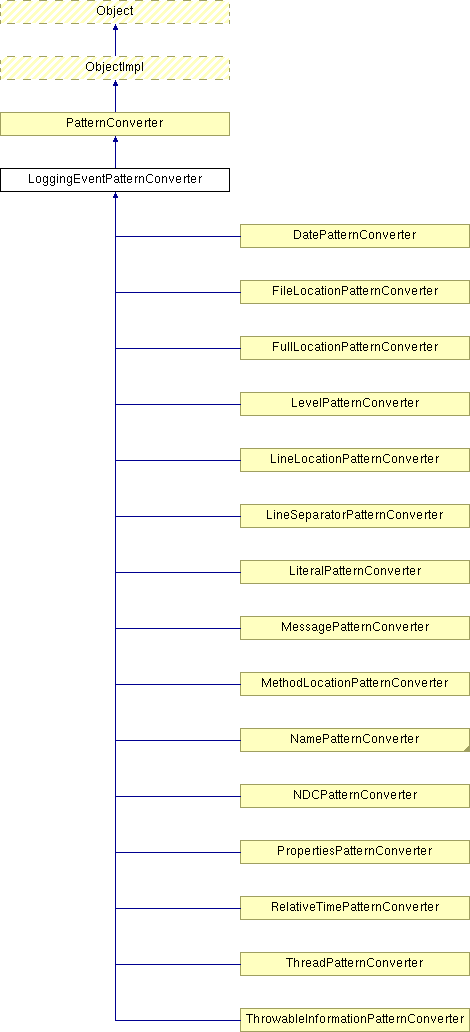 Object
ObjectImpl
PatternConverter
LoggingEventPatternConverter
DatePatternConverter
FileLocationPatternConverter
FullLocationPatternConverter
LevelPatternConverter
LineLocationPatternConverter
LineSeparatorPatternConverter
LiteralPatternConverter
MessagePatternConverter
MethodLocationPatternConverter
NamePatternConverter
NDCPatternConverter
PropertiesPatternConverter
RelativeTimePatternConverter
ThreadPatternConverter
ThrowableInformationPatternConverter